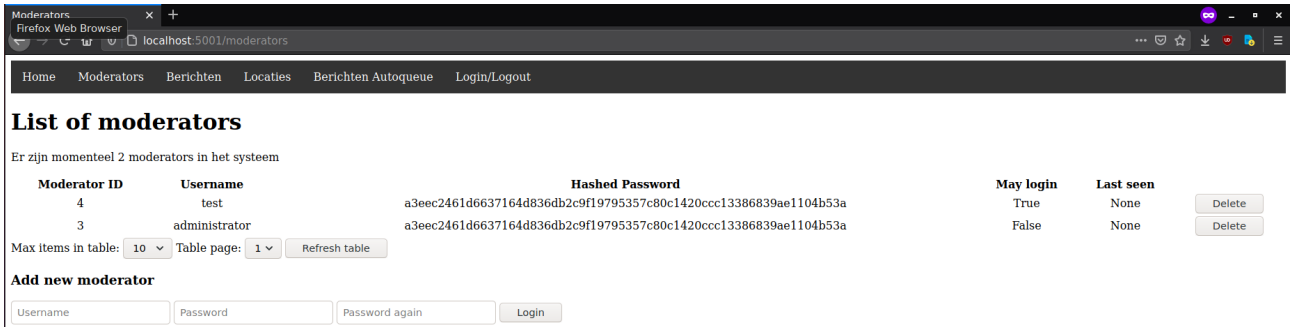 Moderators
Firefox Web Browser
localhost:5001/moderators
Home Moderators Berichten Locaties Berichten Autoqueue Login/Logout
List of moderators
Er zijn momenteel 2 moderators in het systeem
Moderator ID Username Hashed Password May login Last seen
4 test a3eec2461d6637164d836db2c9f19795357c80c1420ccc13386839ae1104b53a True None Delete
3 administrator a3eec2461d6637164d836db2c9f19795357c80c1420ccc13386839ae1104b53a False None Delete
Max items in table: 10 Table page: 1 Refresh table
Add new moderator
Username Password Password again Login